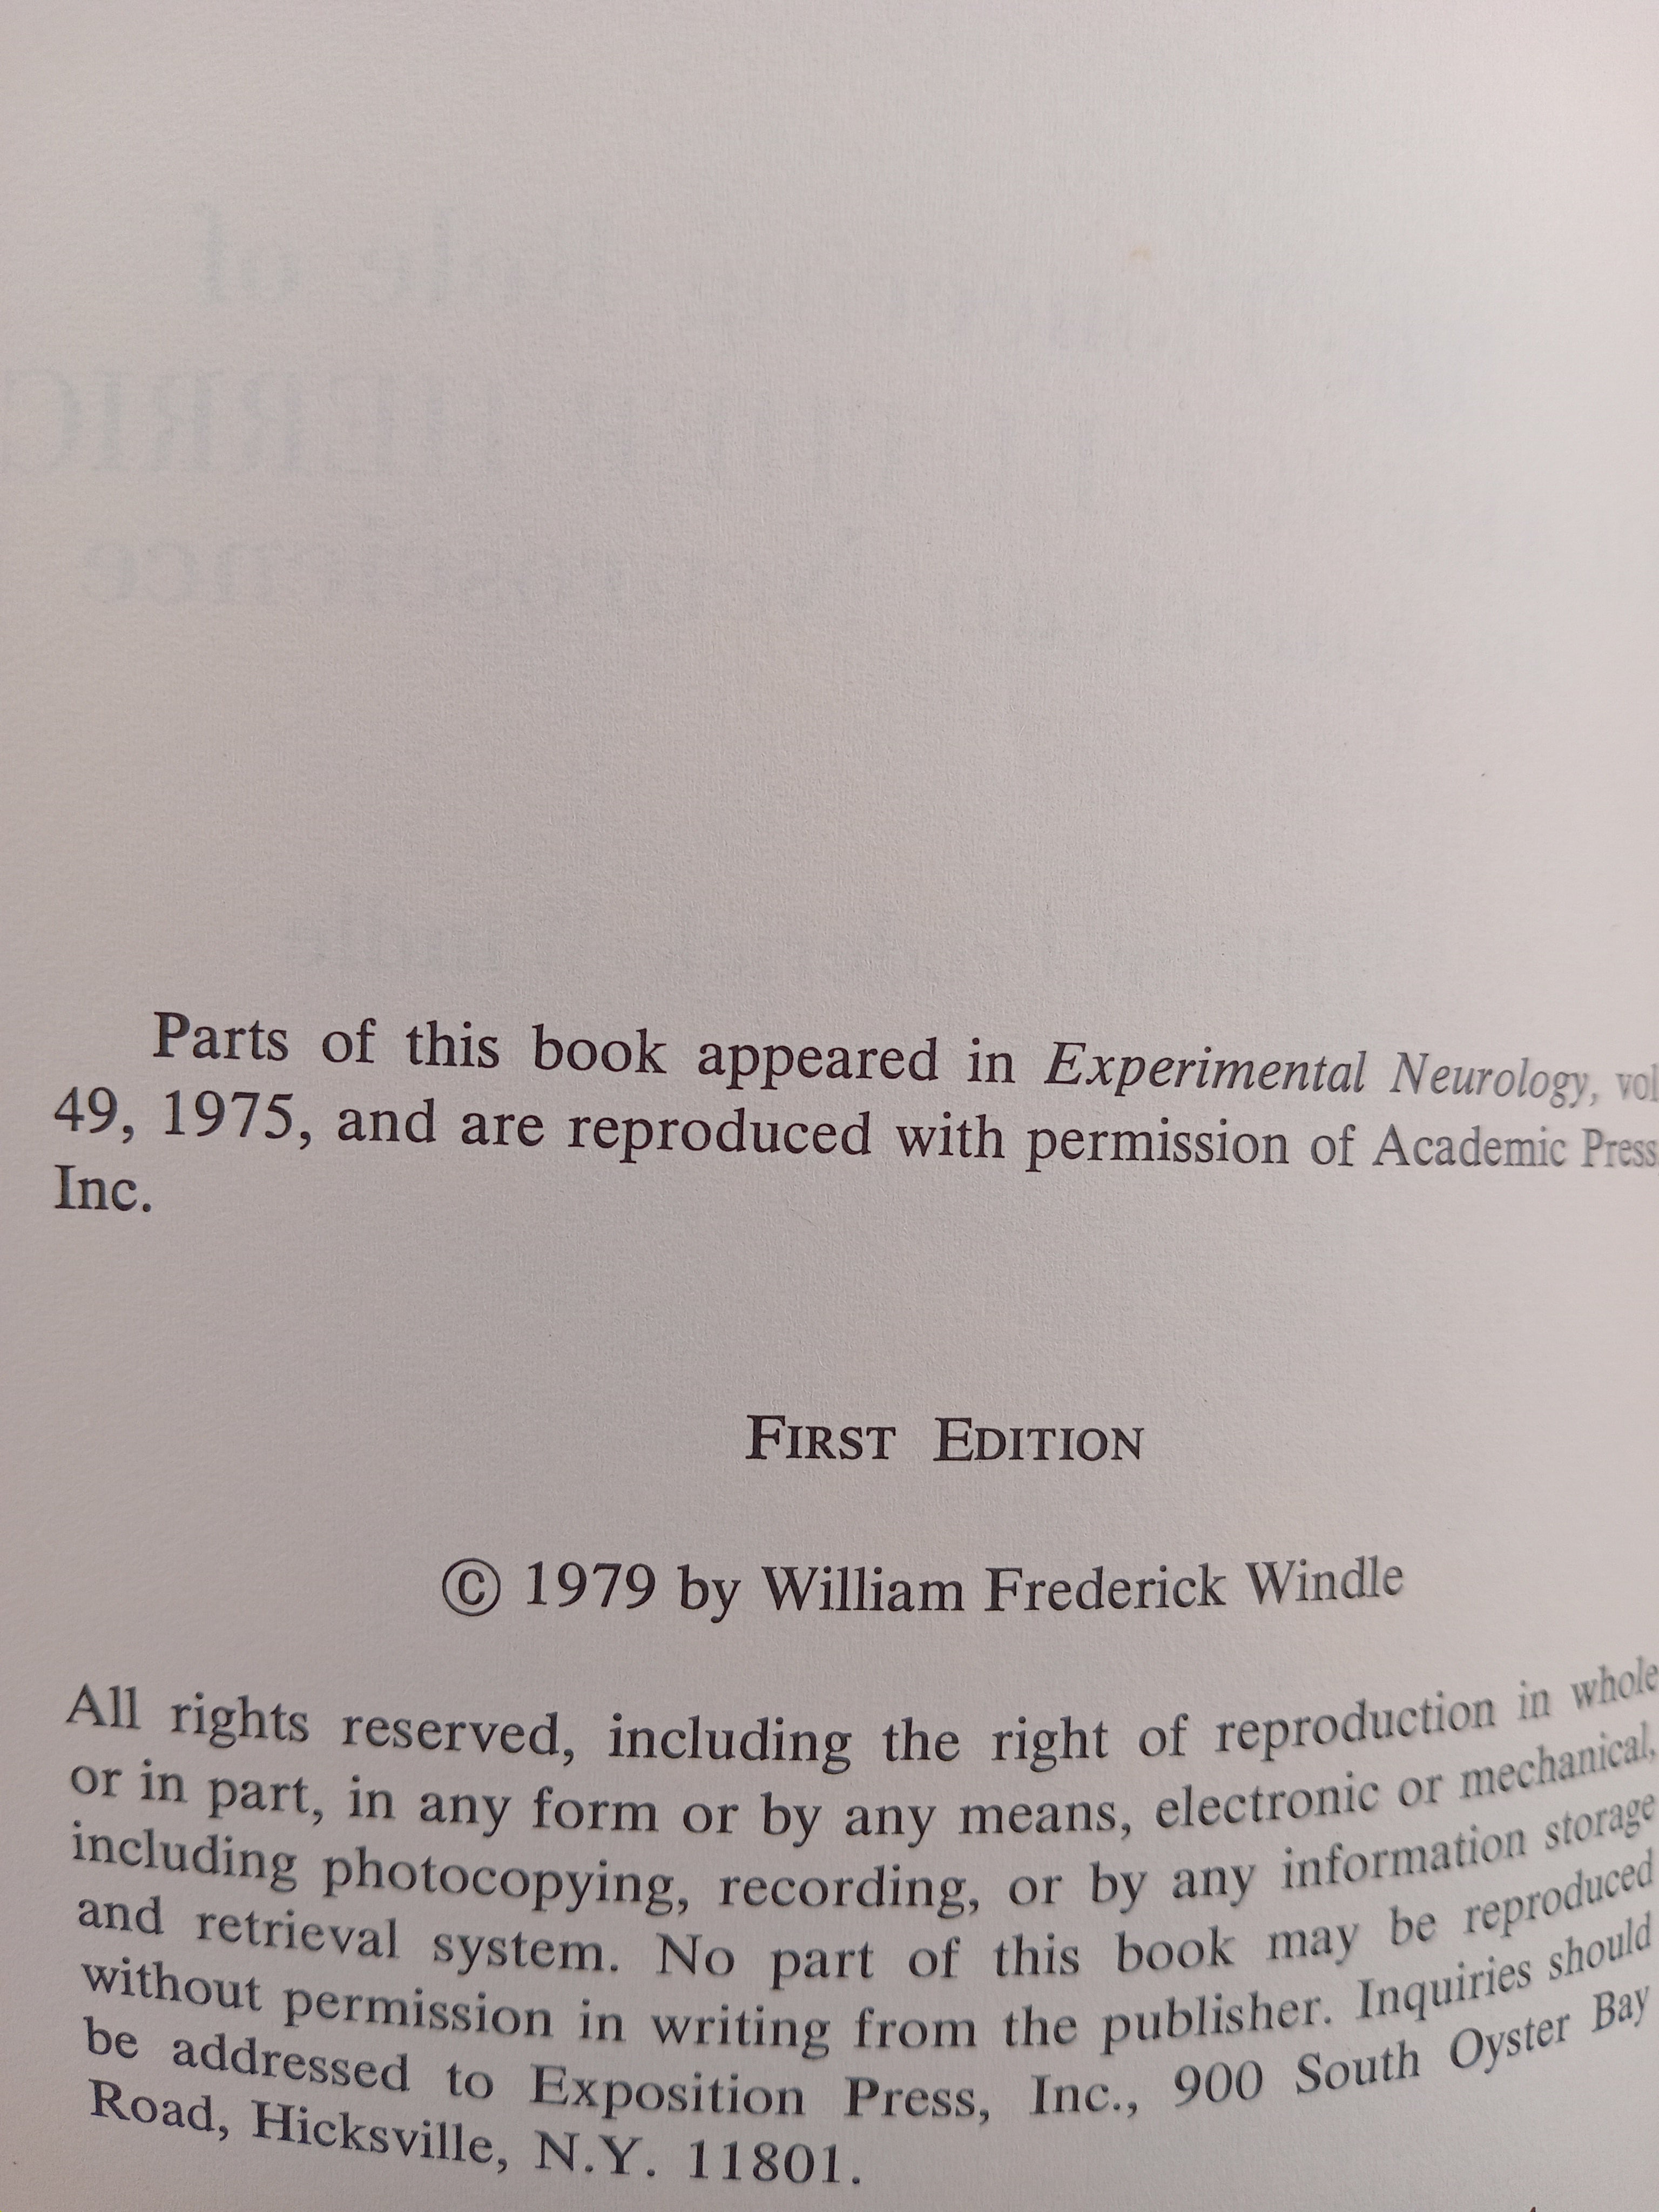 Parts of this book appeared in Experimental Neurology, vol
49, 1975, and are reproduced with permission of Academic Press
Inc.
FIRST EDITION
© 1979 by William Frederick Windle
All rights reserved, including the right of reproduction in whole
or in part, in any form or by any means, electronic or mechanical,
including photocopying, recording, or by any information storage
and retrieval system. No part of this book may be reproduced
without permission in writing from the publisher. Inquiries should
be addressed to Exposition Press, Inc., 900 South Oyster Bay
Road, Hicksville, N.Y. 11801.